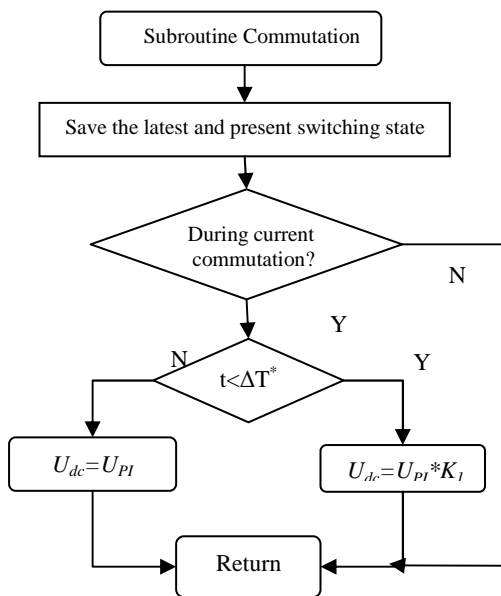 Subroutine Commutation
Save the latest and present switching state
During current
commutation?
N
Y
N
t<ΔT*
Y
U_dc=U_PI
U_dc=U_PI*K_1
Return